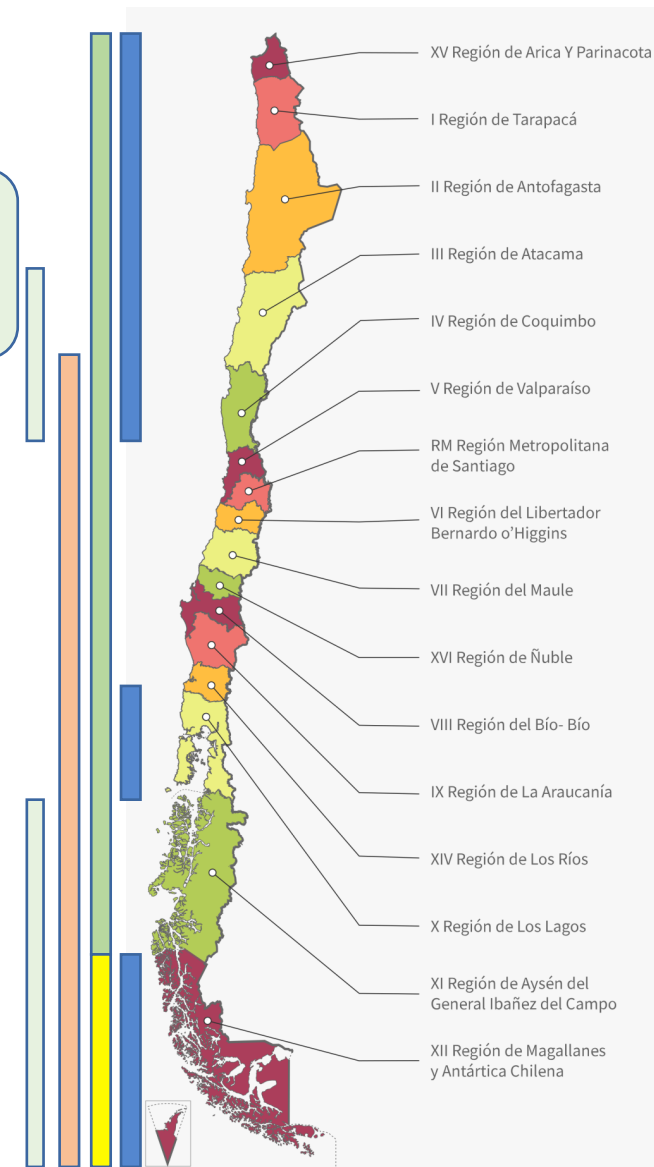 XV Región de Arica Y Parinacota
I Región de Tarapacá
II Región de Antofagasta
III Región de Atacama
IV Región de Coquimbo
V Región de Valparaíso
RM Región Metropolitana
de Santiago
VI Región del Libertador
Bernardo o’Higgins
VII Región del Maule
XVI Región de Ñuble
VIII Región del Bío- Bío
IX Región de La Araucanía
XIV Región de Los Ríos
X Región de Los Lagos
XI Región de Aysén del
General Ibañez del Campo
XII Región de Magallanes
y Antártica Chilena